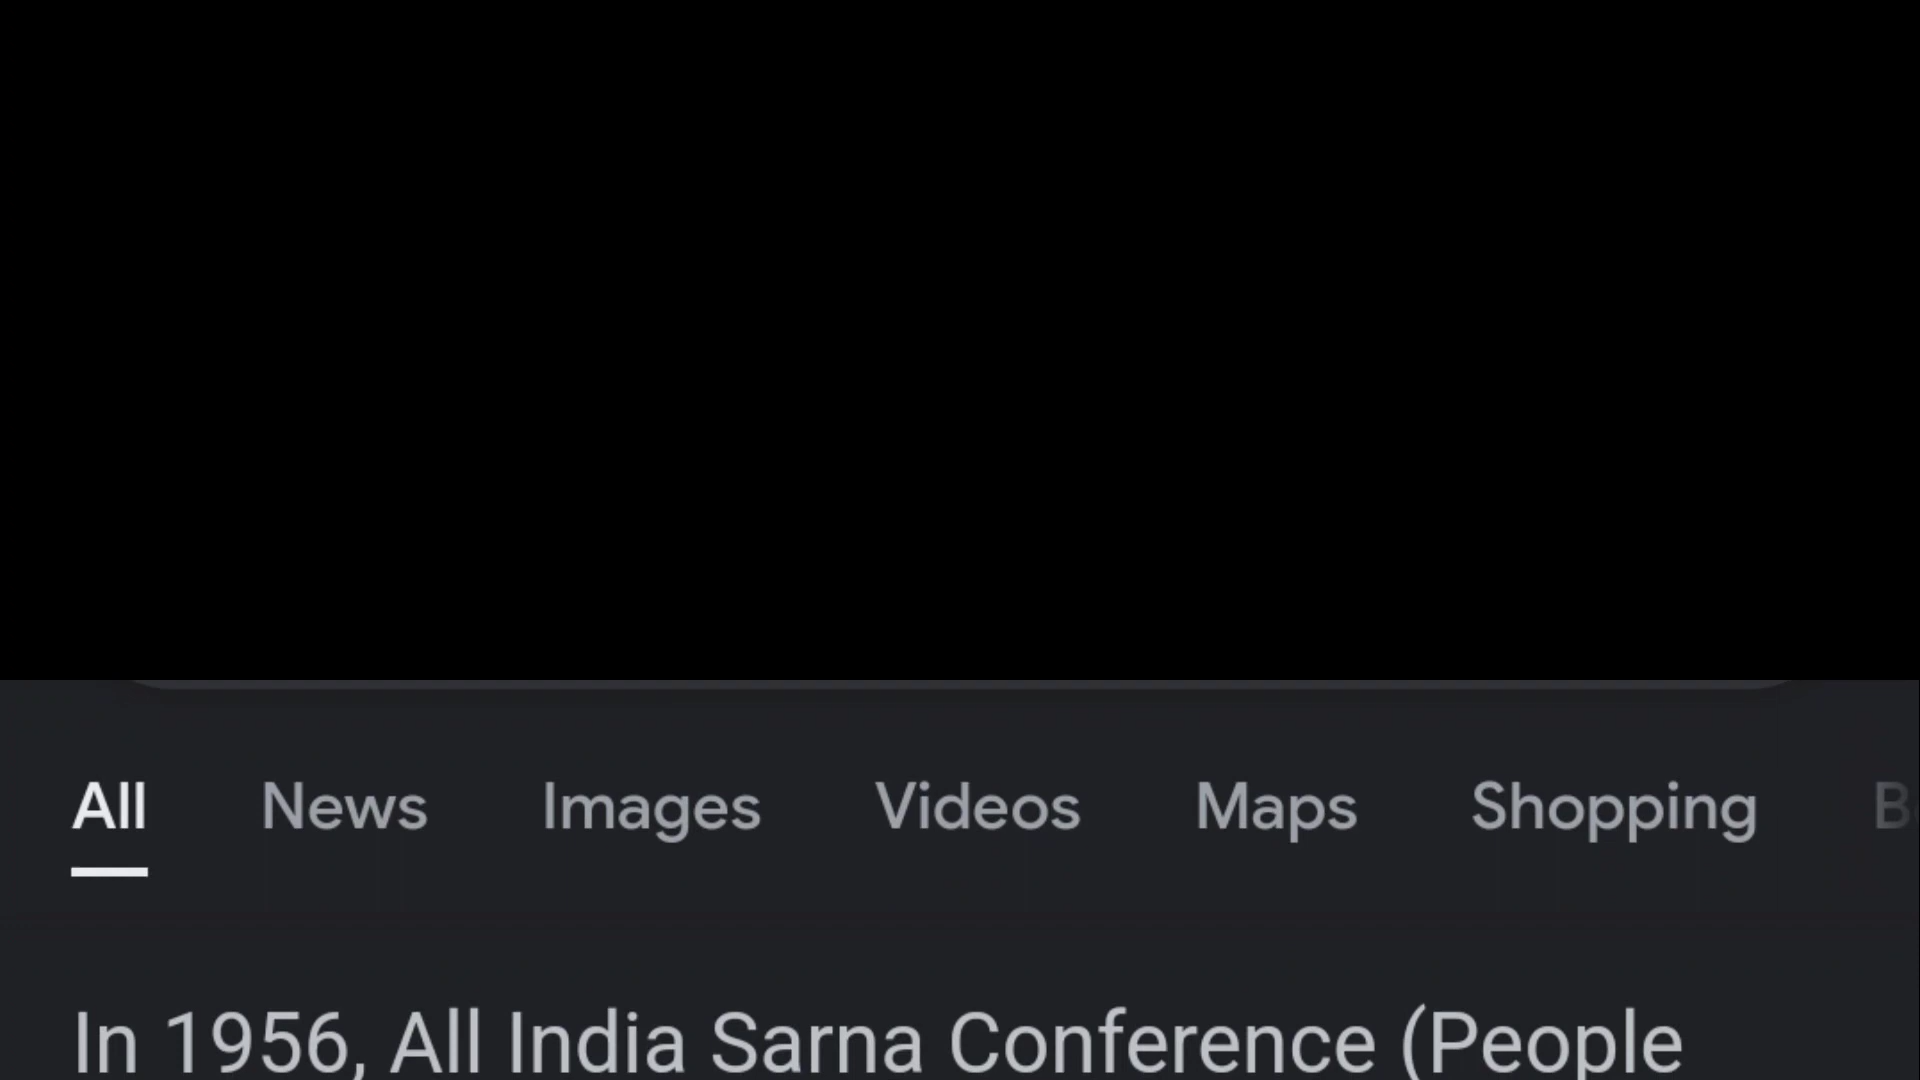 All News Images Videos Maps Shopping
In 1956, All India Sarna Conference (People